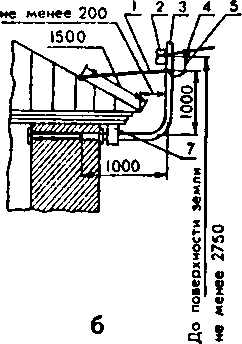 не менее 200
1 2 3 4 5
1500
1000
7
1000
До поверхности земли
не менее 2750
б